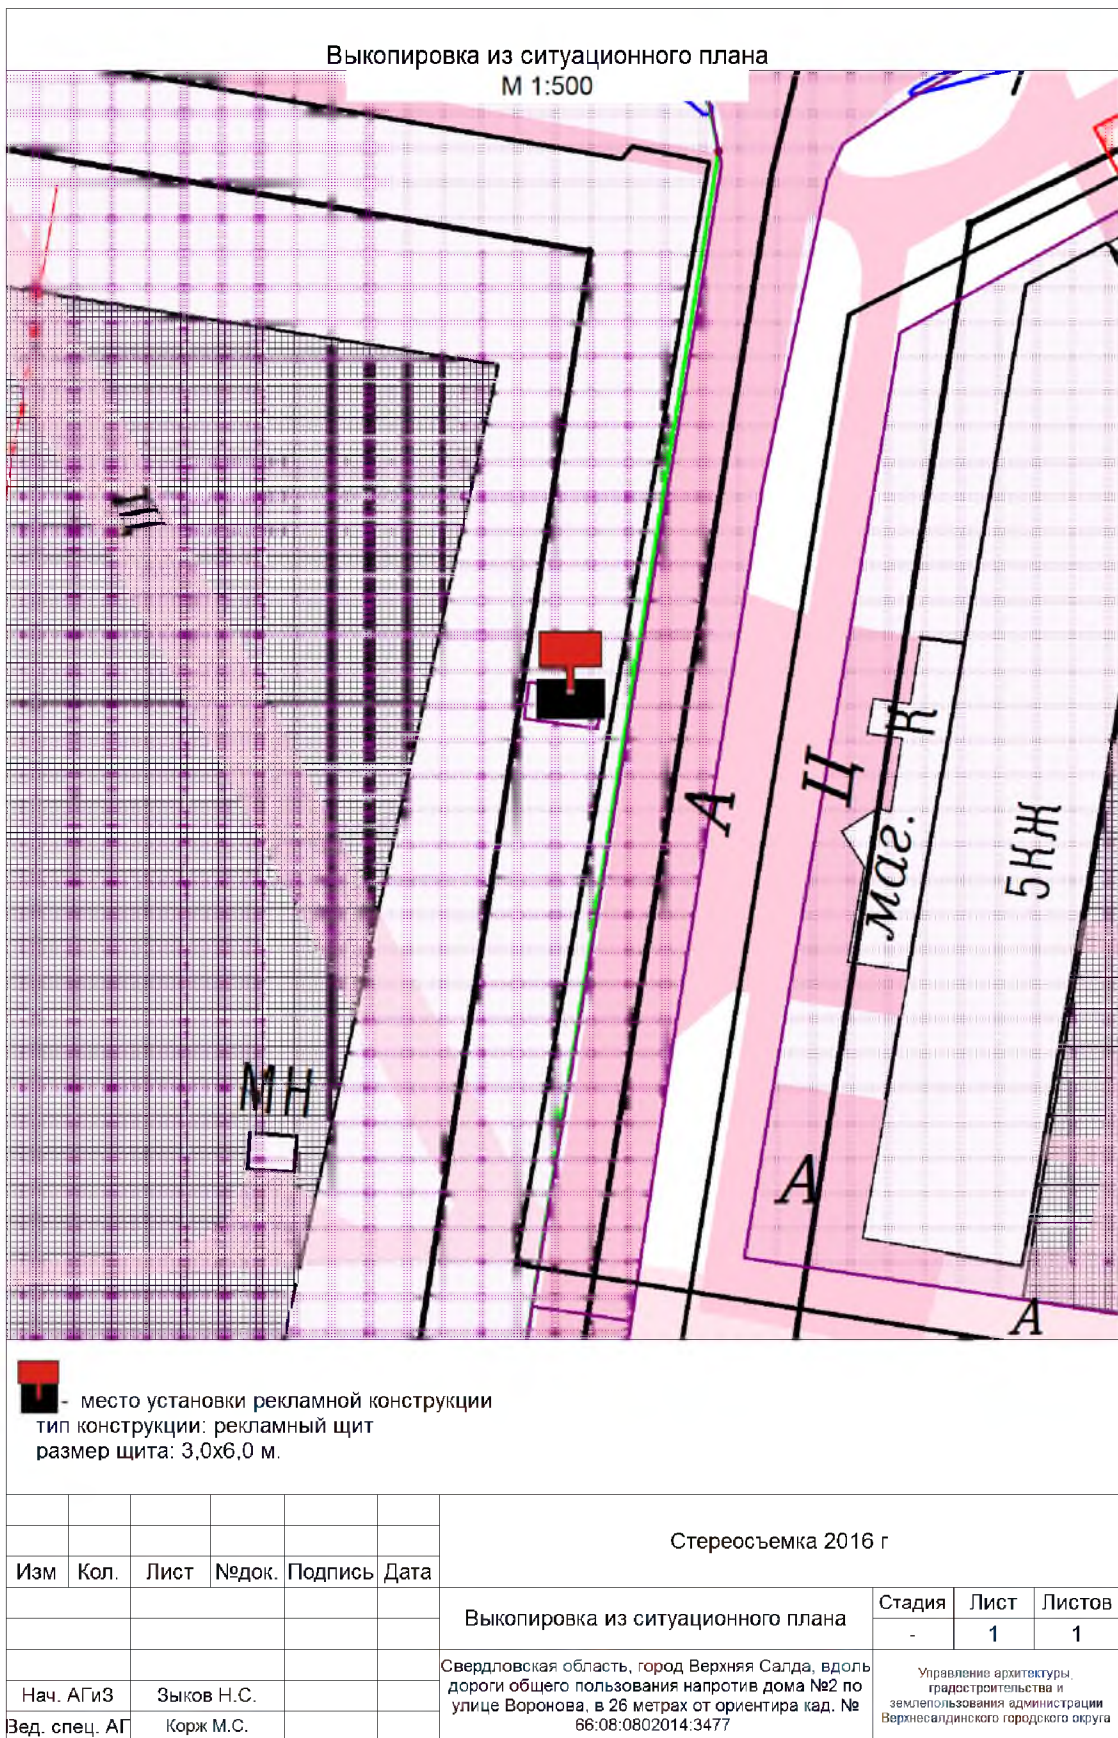 Выкопировка из ситуационного плана
М 1:500
Ц
К
А
маг.
5КЖ
МН
А
А
- место установки рекламной конструкции
тип конструкции: рекламный щит
размер щита: 3,0х6,0 м.
Стереосъемка 2016 г
Изм Кол. Лист №док. Подпись Дата
Выкопировка из ситуационного плана
Стадия Лист Листов
- 1 1
Свердловская область, город Верхняя Салда, вдоль
дороги общего пользования напротив дома №2 по
улице Воронова, в 26 метрах от ориентира кад. №
66:08:0802014:3477
Управление архитектуры,
градостроительства и
землепользования администрации
Верхнесалдинского городского округа
Нач. АГиЗ Зыков Н.С.
Вед. спец. АГ Корж М.С.